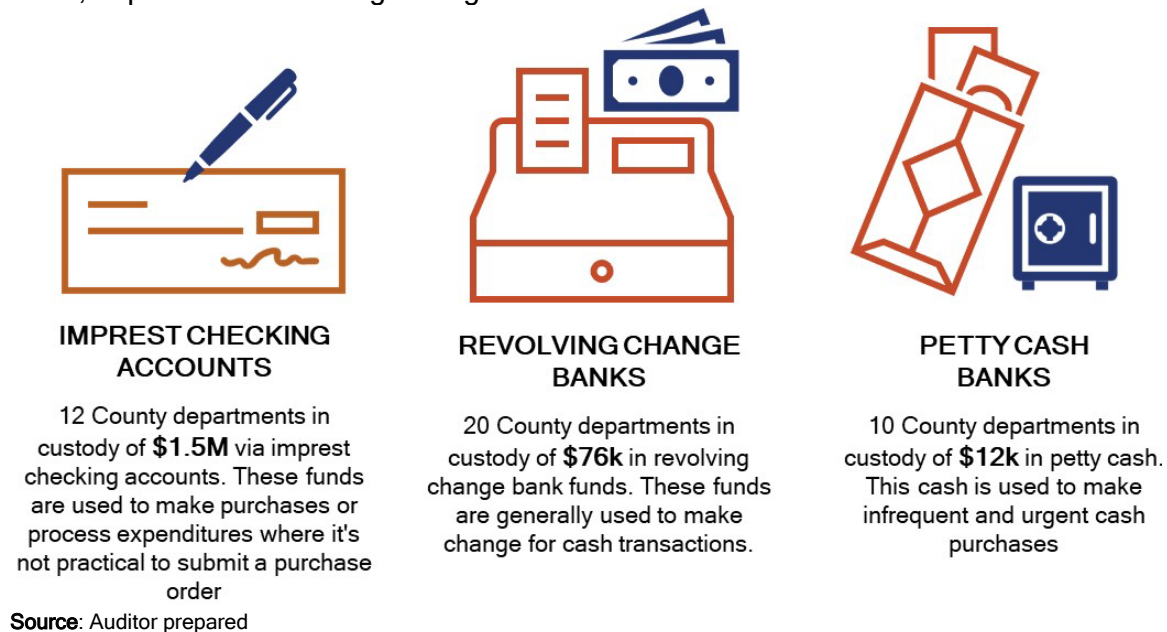 IMPREST CHECKING
ACCOUNTS
12 County departments in
custody of $1.5M via imprest
checking accounts. These funds
are used to make purchases or
process expenditures where it's
not practical to submit a purchase
order
REVOLVING CHANGE
BANKS
20 County departments in
custody of $76k in revolving
change bank funds. These funds
are generally used to make
change for cash transactions.
PETTY CASH
BANKS
10 County departments in
custody of $12k in petty cash.
This cash is used to make
infrequent and urgent cash
purchases
Source: Auditor prepared